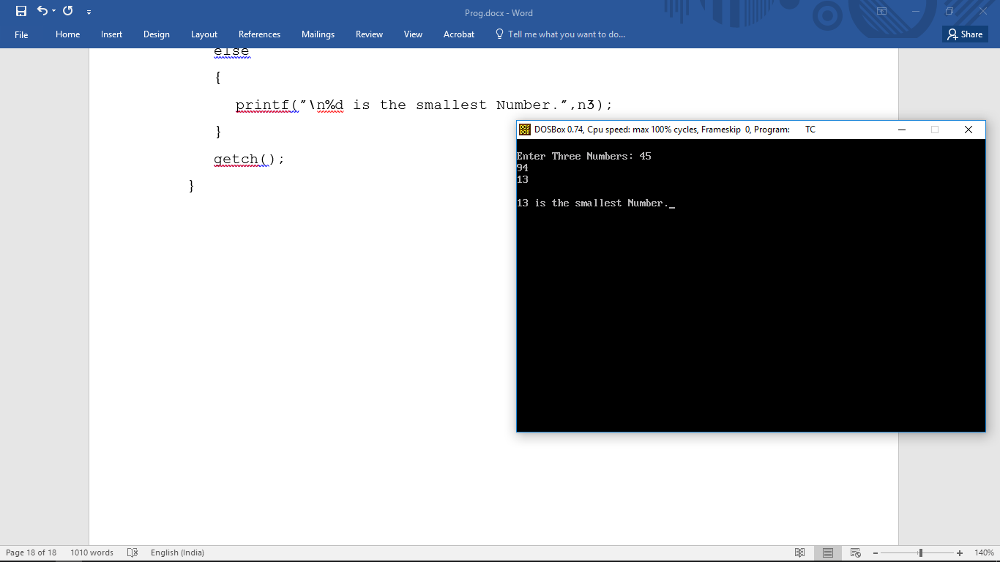 Prog.docx - Word
File Home Insert Design Layout References Mailings Review View Acrobat Tell me what you want to do... Share
else
{
printf("\n%d is the smallest Number.",n3);
}
getch();
}
DOS BOX DOSBox 0.74, Cpu speed: max 100% cycles, Frameskip 0, Program: TC
Enter Three Numbers: 45
94
13
13 is the smallest Number._
Page 18 of 18 1010 words English (India) 140%